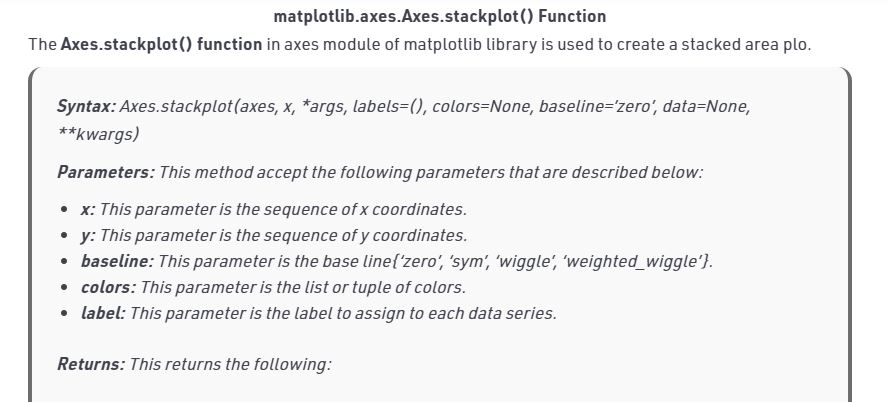 matplotlib.axes.Axes.stackplot() Function
The Axes.stackplot() function in axes module of matplotlib library is used to create a stacked area plo.
Syntax: Axes.stackplot(axes, x, *args, labels=(), colors=None, baseline=’zero’, data=None,
**kwargs)
Parameters: This method accept the following parameters that are described below:
• x: This parameter is the sequence of x coordinates.
• y: This parameter is the sequence of y coordinates.
• baseline: This parameter is the base line{‘zero’, ‘sym’, ‘wiggle’, ‘weighted_wiggle’}.
• colors: This parameter is the list or tuple of colors.
• label: This parameter is the label to assign to each data series.
Returns: This returns the following: